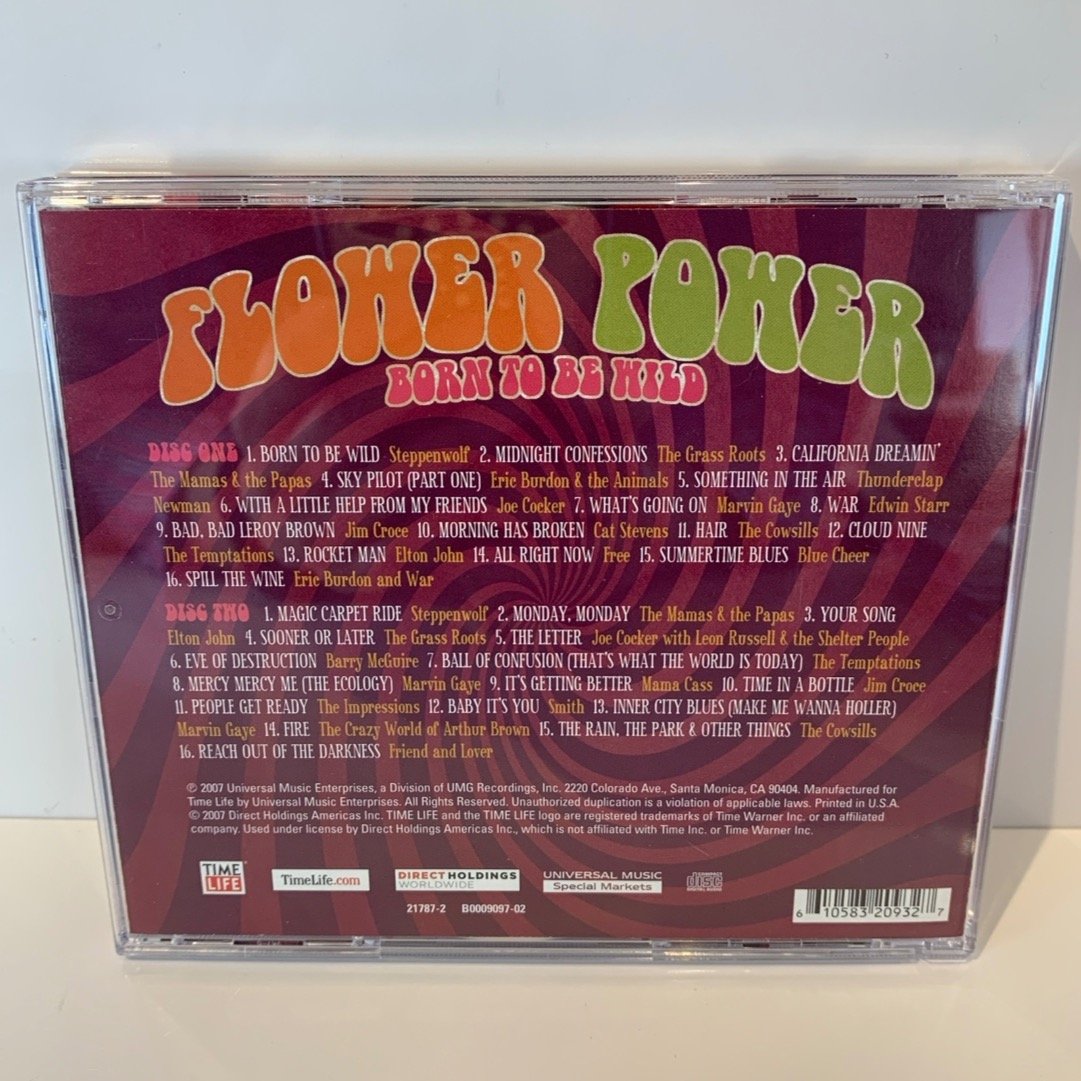 FLOWER POWER
BORN TO BE WILD
DISC ONE 1. BORN TO BE WILD Steppenwolf 2. MIDNIGHT CONFESSIONS The Grass Roots 3. CALIFORNIA DREAMIN'
The Mamas & the Papas 4. SKY PILOT (PART ONE) Eric Burdon & the Animals 5. SOMETHING IN THE AIR Thunderclap
Newman 6. WITH A LITTLE HELP FROM MY FRIENDS Joe Cocker 7. WHAT'S GOING ON Marvin Gaye 8. WAR Edwin Starr
9. BAD, BAD LEROY BROWN Jim Croce 10. MORNING HAS BROKEN Cat Stevens 11. HAIR The Cowsills 12. CLOUD NINE
The Temptations 13. ROCKET MAN Elton John 14. ALL RIGHT NOW Free 15. SUMMERTIME BLUES Blue Cheer
16. SPILL THE WINE Eric Burdon and War
DISC TWO 1. MAGIC CARPET RIDE Steppenwolf 2. MONDAY, MONDAY The Mamas & the Papas 3. YOUR SONG
Elton John 4. SOONER OR LATER The Grass Roots 5. THE LETTER Joe Cocker with Leon Russell & the Shelter People
6. EVE OF DESTRUCTION Barry McGuire 7. BALL OF CONFUSION (THAT'S WHAT THE WORLD IS TODAY) The Temptations
8. MERCY MERCY ME (THE ECOLOGY) Marvin Gaye 9. IT'S GETTING BETTER Mama Cass 10. TIME IN A BOTTLE Jim Croce
11. PEOPLE GET READY The Impressions 12. BABY IT'S YOU Smith 13. INNER CITY BLUES (MAKE ME WANNA HOLLER)
Marvin Gaye 14. FIRE The Crazy World of Arthur Brown 15. THE RAIN, THE PARK & OTHER THINGS The Cowsills
16. REACH OUT OF THE DARKNESS Friend and Lover
℗ 2007 Universal Music Enterprises, a Division of UMG Recordings, Inc. 2220 Colorado Ave., Santa Monica, CA 90404. Manufactured for
Time Life by Universal Music Enterprises. All Rights Reserved. Unauthorized duplication is a violation of applicable laws. Printed in U.S.A.
© 2007 Direct Holdings Americas Inc. TIME LIFE and the TIME LIFE logo are registered trademarks of Time Warner Inc. or an affiliated
company. Used under license by Direct Holdings Americas Inc., which is not affiliated with Time Inc. or Time Warner Inc.
TIME
LIFE
TimeLife.com
DIRECT HOLDINGS
WORLDWIDE
UNIVERSAL MUSIC
Special Markets
COMPACT
disc
DIGITAL AUDIO
21787-2 B0009097-02
6 10583 20932 7